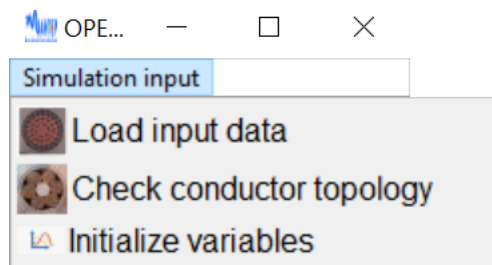 OPE...
Simulation input
Load input data
Check conductor topology
Initialize variables